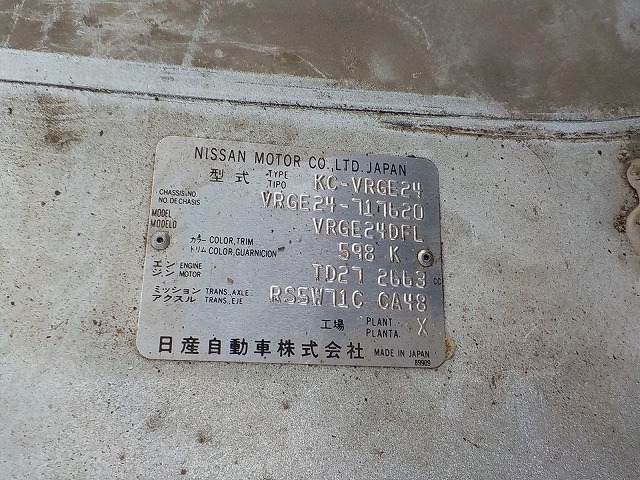 NISSAN MOTOR CO.,LTD. JAPAN
型式 TYPE TIPO KC-VRGE24
CHASSIS NO. NO. DE CHASIS VRGE24-717620
MODEL MODELO VRGE24DFL
カラー COLOR, TRIM トリム COLOR, GUARNICION 598 K
エンジン ENGINE MOTOR TD27 2663 CC
ミッション TRANS., AXLE アクスル TRANS., EJE RS5W71C CA48
工場 PLANT PLANTA X
日産自動車株式会社 MADE IN JAPAN
89909